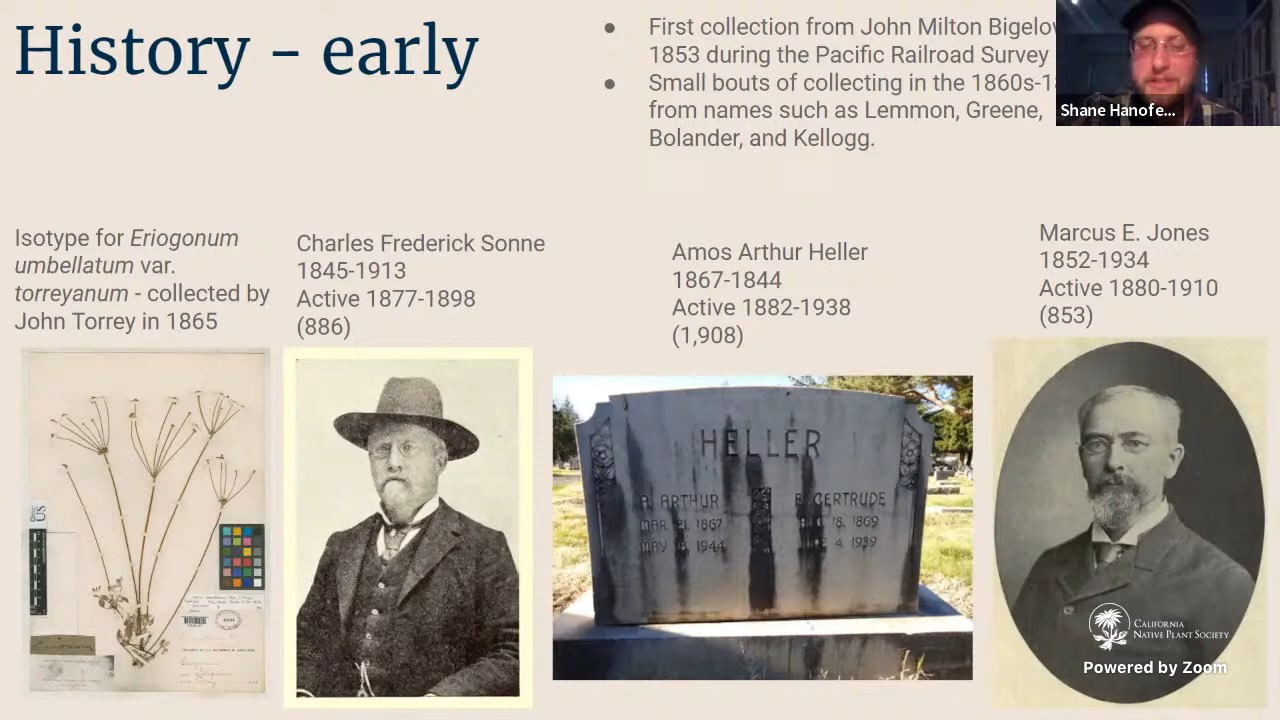 History - early
● First collection from John Milton Bigelow
1853 during the Pacific Railroad Survey
● Small bouts of collecting in the 1860s-1
from names such as Lemmon, Greene,
Bolander, and Kellogg.
Shane Hanofe...
Isotype for Eriogonum
umbellatum var.
torreyanum - collected by
John Torrey in 1865
Charles Frederick Sonne
1845-1913
Active 1877-1898
(886)
Amos Arthur Heller
1867-1844
Active 1882-1938
(1,908)
Marcus E. Jones
1852-1934
Active 1880-1910
(853)
US
HELLER
A. ARTHUR
MAR. 21. 1867
1944
GERTRUDE
18. 1869
4. 1939
CALIFORNIA
NATIVE PLANT SOCIETY
Powered by Zoom